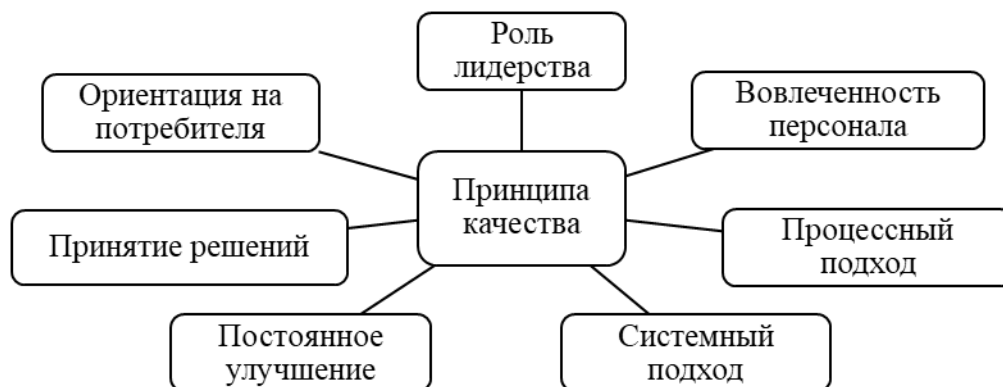 Роль
лидерства
Ориентация на
потребителя
Вовлеченность
персонала
Принципа
качества
Принятие решений
Процессный
подход
Постоянное
улучшение
Системный
подход